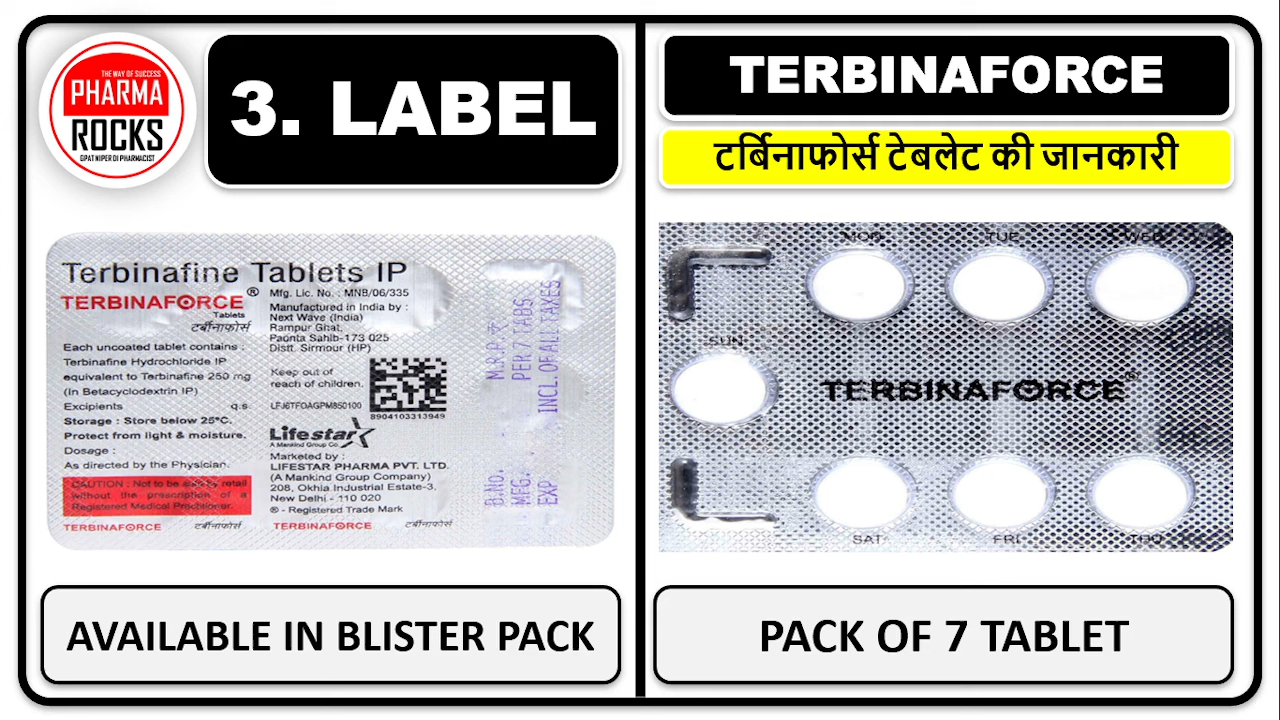 THE WAY OF SUCCESS
PHARMA
ROCKS
GPAT NIPER DI PHARMACIST
3. LABEL
TERBINAFORCE
टर्बिनाफोर्स टेबलेट की जानकारी
Terbinafine Tablets IP
TERBINAFORCE®
Tablets
टर्बीनाफोर्स
Each uncoated tablet contains :
Terbinafine Hydrochloride IP
equivalent to Terbinafine 250 mg
(in Betacyclodextrin IP)
Excipients q.s.
Storage : Store below 25°C.
Protect from light & moisture.
Dosage :
As directed by the Physician.
CAUTION : Not to be sold by retail
without the prescription of a
Registered Medical Practitioner.
TERBINAFORCE टर्बीनाफोर्स TERBINAFORCE टर्बीनाफोर्स
Mfg. Lic. No. : MNB/06/335
Manufactured in India by :
Next Wave (India)
Rampur Ghat,
Paonta Sahib-173 025
Distt. Sirmour (HP)
Keep out of
reach of children.
LFJ6TFOAGPM850100
8904103313949
Lifestar
A Mankind Group Co.
Marketed by :
LIFESTAR PHARMA PVT. LTD.
(A Mankind Group Company)
208, Okhla Industrial Estate-3,
New Delhi - 110 020
® - Registered Trade Mark
M.R.P. ₹
PER 7 TABS.
INCL. OF ALL TAXES
B.NO.
MFG.
EXP
MON TUE WED
SUN
TERBINAFORCE®
SAT FRI THU
AVAILABLE IN BLISTER PACK
PACK OF 7 TABLET